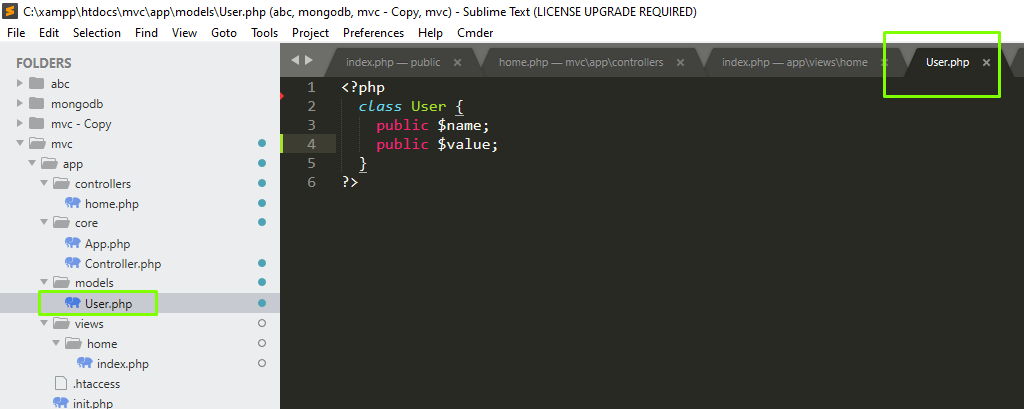 C:\xampp\htdocs\mvc\app\models\User.php (abc, mongodb, mvc - Copy, mvc) - Sublime Text (LICENSE UPGRADE REQUIRED)
File Edit Selection Find View Goto Tools Project Preferences Help Cmder
FOLDERS
abc
mongodb
mvc - Copy
mvc
app
controllers
home.php
core
App.php
Controller.php
models
User.php
views
home
index.php
.htaccess
init.php
index.php — public × home.php — mvc\app\controllers × index.php — app\views\home × User.php ×
1 <?php
2 class User {
3 public $name;
4 public $value;
5 }
6 ?>